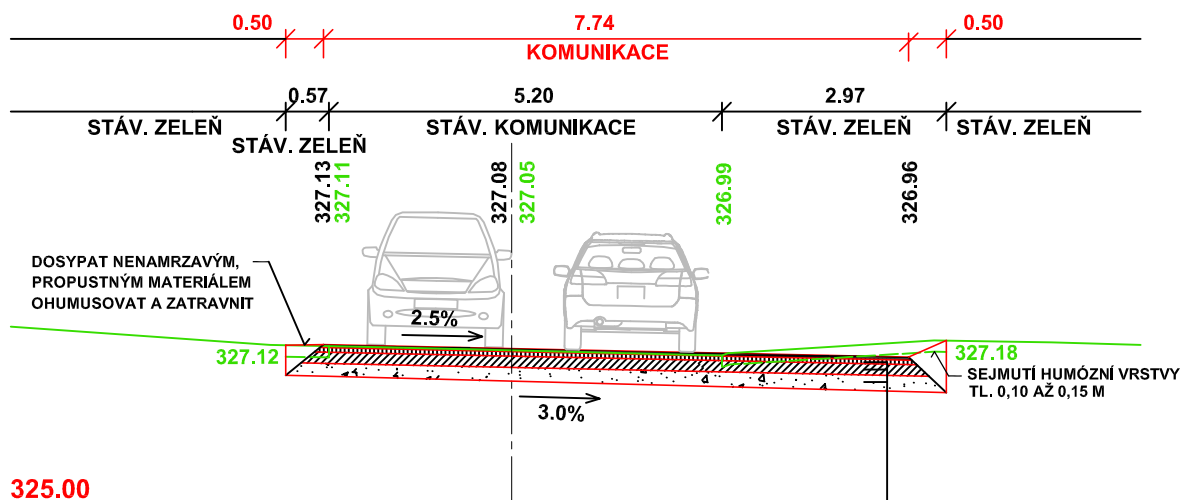 0.50 7.74 0.50
KOMUNIKACE
0.57 5.20 2.97
STÁV. ZELEŇ STÁV. KOMUNIKACE STÁV. ZELEŇ STÁV. ZELEŇ
STÁV. ZELEŇ
327.13
327.11
327.08
327.05
326.99
326.96
DOSYPAT NENAMRZAVÝM,
PROPUSTNÝM MATERIÁLEM
OHUMUSOVAT A ZATRAVNIT
2.5%
327.12
327.18
SEJMUTÍ HUMÓZNÍ VRSTVY
TL. 0,10 AŽ 0,15 M
3.0%
325.00